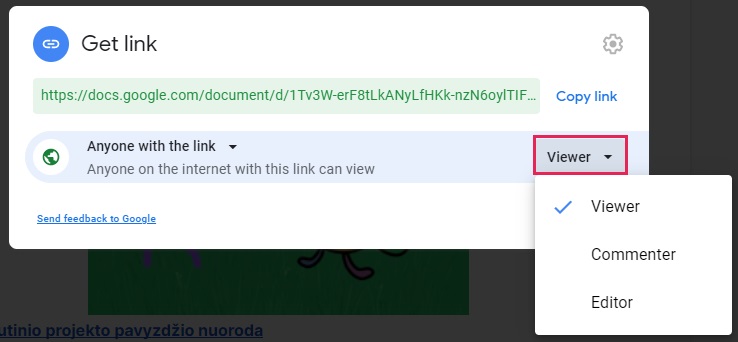 Get link
https://docs.google.com/document/d/1Tv3W-erF8tLkANyLfHKk-nzN6oylTIF...
Copy link
Anyone with the link
Anyone on the internet with this link can view
Viewer
Send feedback to Google
Viewer
Commenter
Editor
utinio projekto pavyzdžio nuoroda